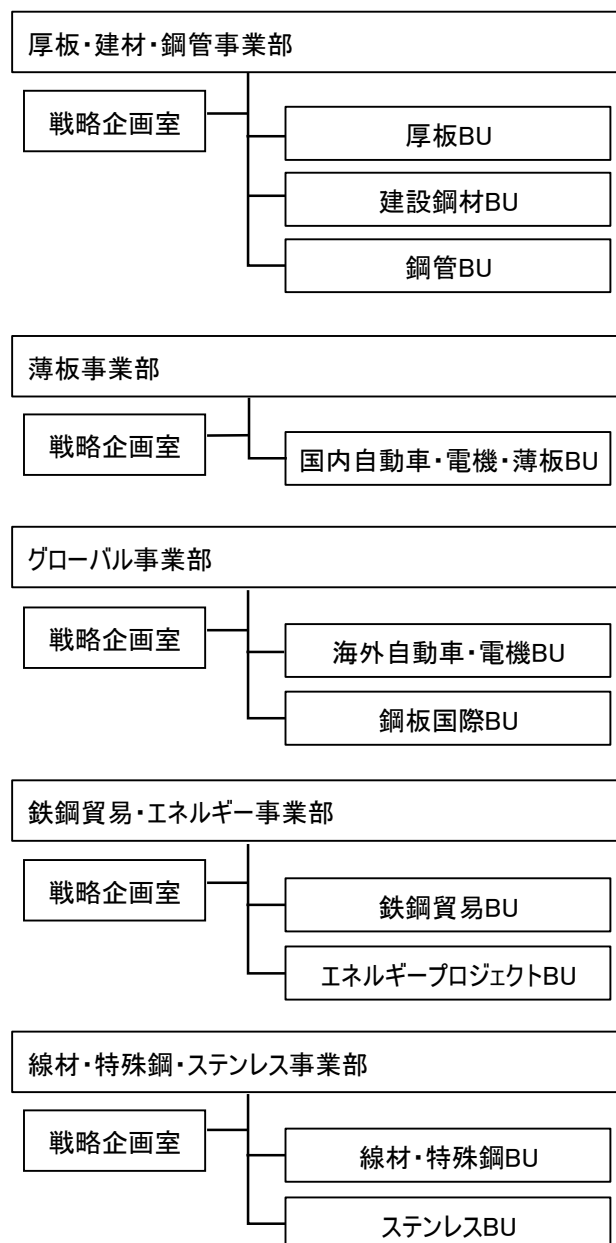 厚板・建材・鋼管事業部
戦略企画室
厚板BU
建設鋼材BU
鋼管BU
薄板事業部
戦略企画室
国内自動車・電機・薄板BU
グローバル事業部
戦略企画室
海外自動車・電機BU
鋼板国際BU
鉄鋼貿易・エネルギー事業部
戦略企画室
鉄鋼貿易BU
エネルギープロジェクトBU
線材・特殊鋼・ステンレス事業部
戦略企画室
線材・特殊鋼BU
ステンレスBU